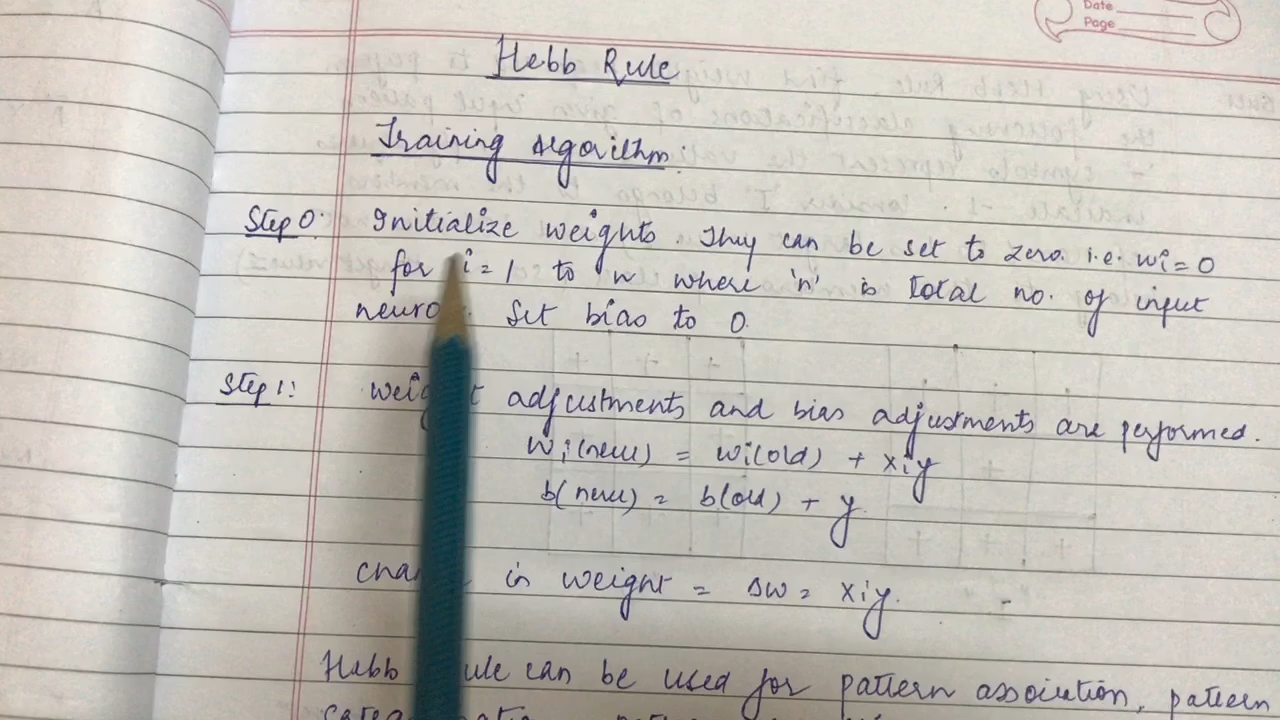 Date
Page
Hebb Rule
Training Algorithm:
Step 0: Initialize weights. They can be set to zero i.e. wi = 0
for i = 1 to n where 'n' is total no. of input
Set bias to 0.
Step 1: adjustments and bias adjustments are performed.
wi(new) = wi(old) + xiy
b(new) = b(old) + y.
in weight = Δw = xiy.
Hebb can be used for pattern association, pattern